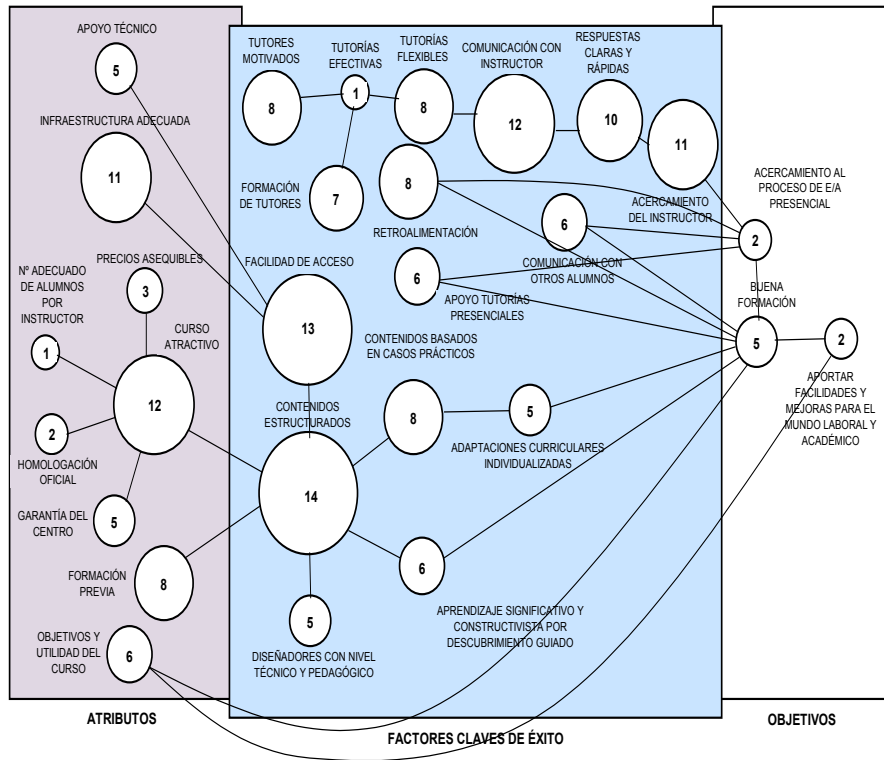 APOYO TÉCNICO
5
INFRAESTRUCTURA ADECUADA
11
PRECIOS ASEQUIBLES
3
Nº ADECUADO
DE ALUMNOS
POR
INSTRUCTOR
1
CURSO
ATRACTIVO
12
2
HOMOLOGACIÓN
OFICIAL
GARANTÍA DEL
CENTRO
5
FORMACIÓN
PREVIA
8
OBJETIVOS Y
UTILIDAD DEL
CURSO
6
ATRIBUTOS
TUTORES
MOTIVADOS
8
TUTORÍAS
EFECTIVAS
1
TUTORÍAS
FLEXIBLES
8
COMUNICACIÓN CON
INSTRUCTOR
12
RESPUESTAS
CLARAS Y
RÁPIDAS
10
11
ACERCAMIENTO
DEL INSTRUCTOR
FORMACIÓN
DE TUTORES
7
8
RETROALIMENTACIÓN
6
COMUNICACIÓN CON
OTROS ALUMNOS
6
APOYO TUTORÍAS
PRESENCIALES
FACILIDAD DE ACCESO
13
CONTENIDOS BASADOS
EN CASOS PRÁCTICOS
8
CONTENIDOS
ESTRUCTURADOS
14
5
ADAPTACIONES CURRICULARES
INDIVIDUALIZADAS
6
APRENDIZAJE SIGNIFICATIVO Y
CONSTRUCTIVISTA POR
DESCUBRIMIENTO GUIADO
5
DISEÑADORES CON NIVEL
TÉCNICO Y PEDAGÓGICO
FACTORES CLAVES DE ÉXITO
ACERCAMIENTO AL
PROCESO DE E/A
PRESENCIAL
2
BUENA
FORMACIÓN
5
2
APORTAR
FACILIDADES Y
MEJORAS PARA EL
MUNDO LABORAL Y
ACADÉMICO
OBJETIVOS